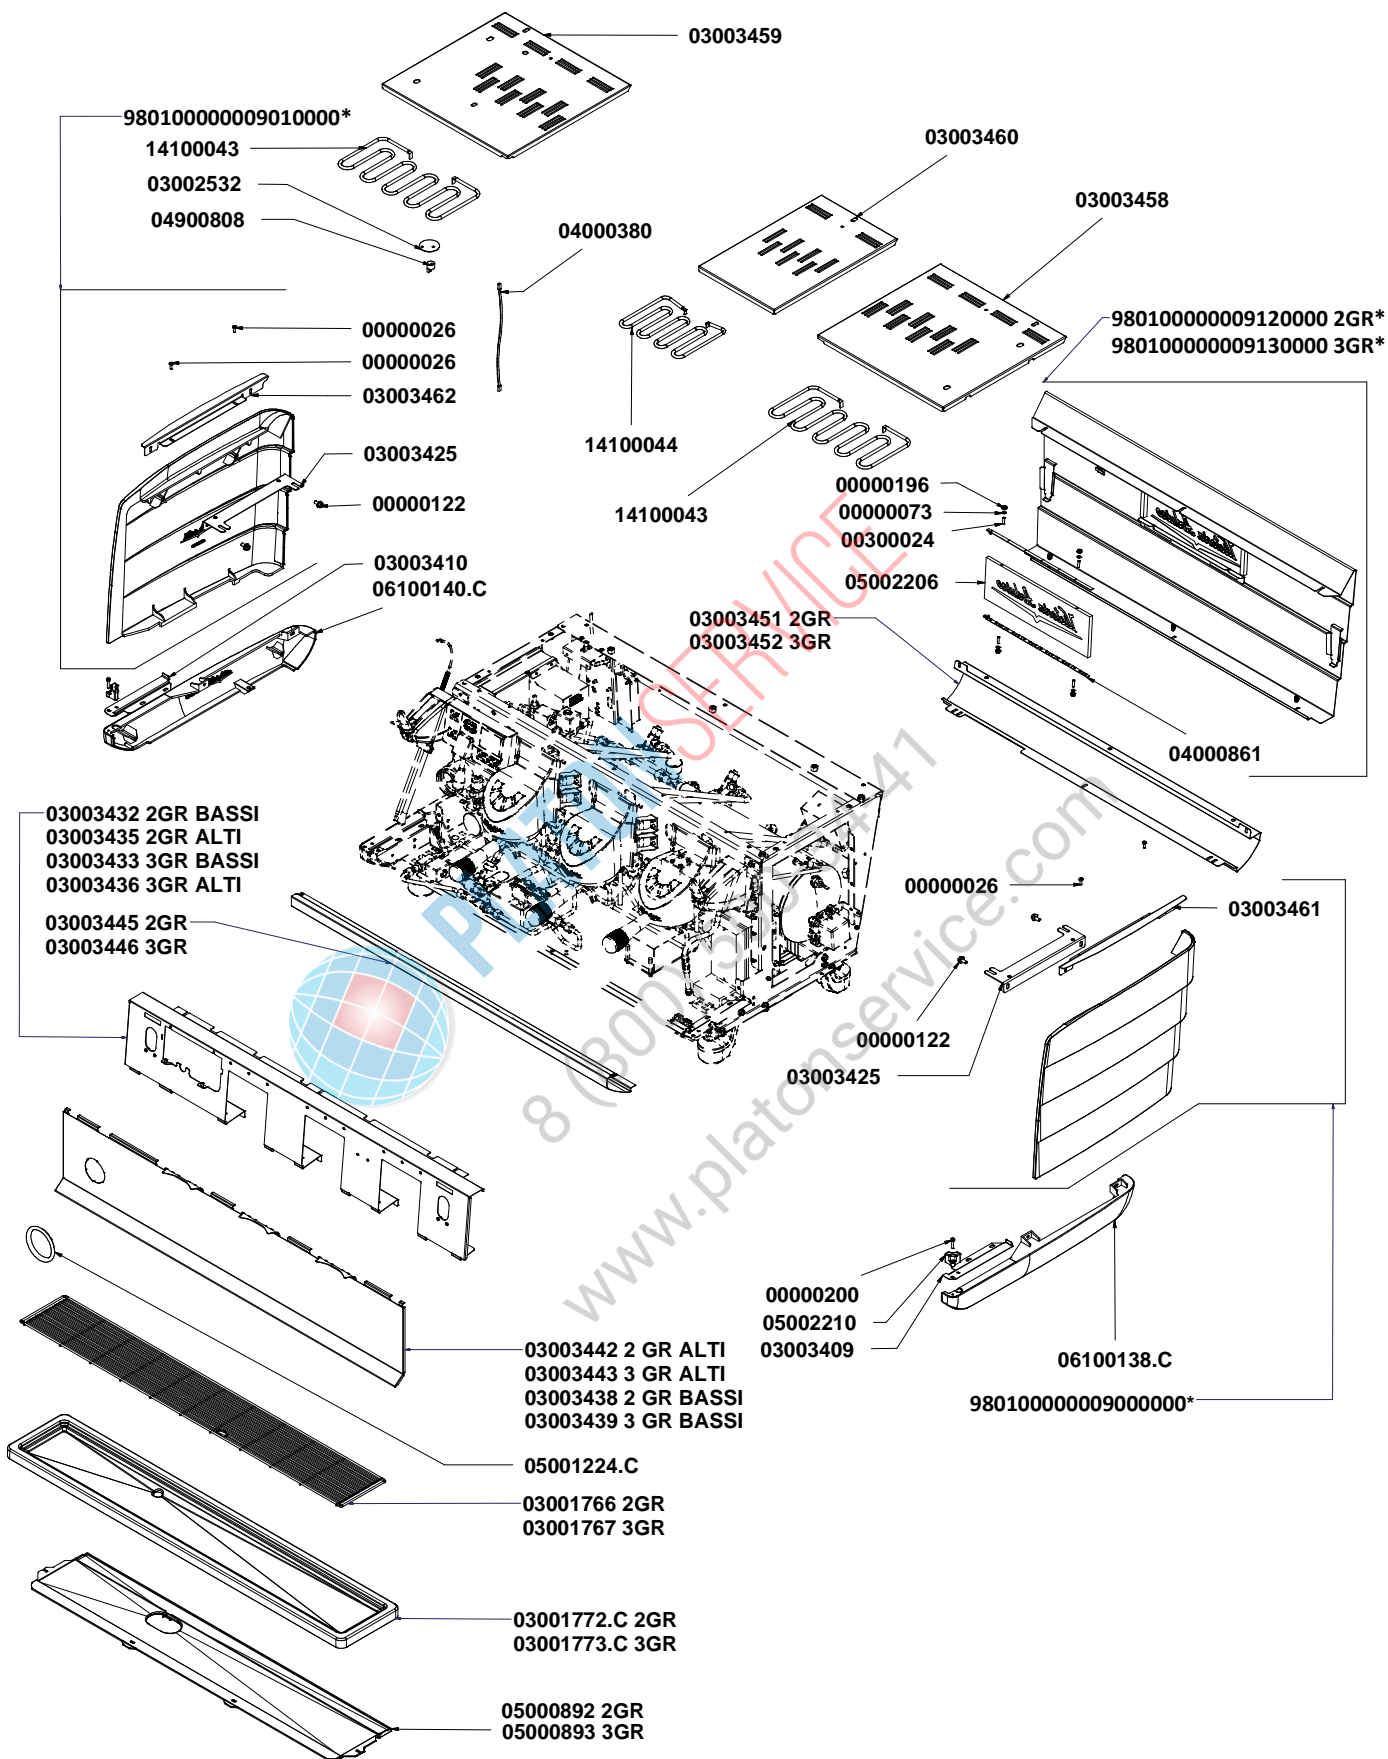 03003459
980100000009010000*
14100043
03002532
04900808
04000380
03003460
03003458
00000026
00000026
03003462
03003425
00000122
03003410
06100140.C
14100044
14100043
980100000009120000 2GR*
980100000009130000 3GR*
00000196
00000073
00300024
05002206
03003451 2GR
03003452 3GR
04000861
03003432 2GR BASSI
03003435 2GR ALTI
03003433 3GR BASSI
03003436 3GR ALTI
03003445 2GR
03003446 3GR
00000026
03003461
00000122
03003425
PLATON SERVICE
www.platonservice.com
00000200
05002210
03003409
06100138.C
980100000009000000*
03003442 2 GR ALTI
03003443 3 GR ALTI
03003438 2 GR BASSI
03003439 3 GR BASSI
05001224.C
03001766 2GR
03001767 3GR
03001772.C 2GR
03001773.C 3GR
05000892 2GR
05000893 3GR